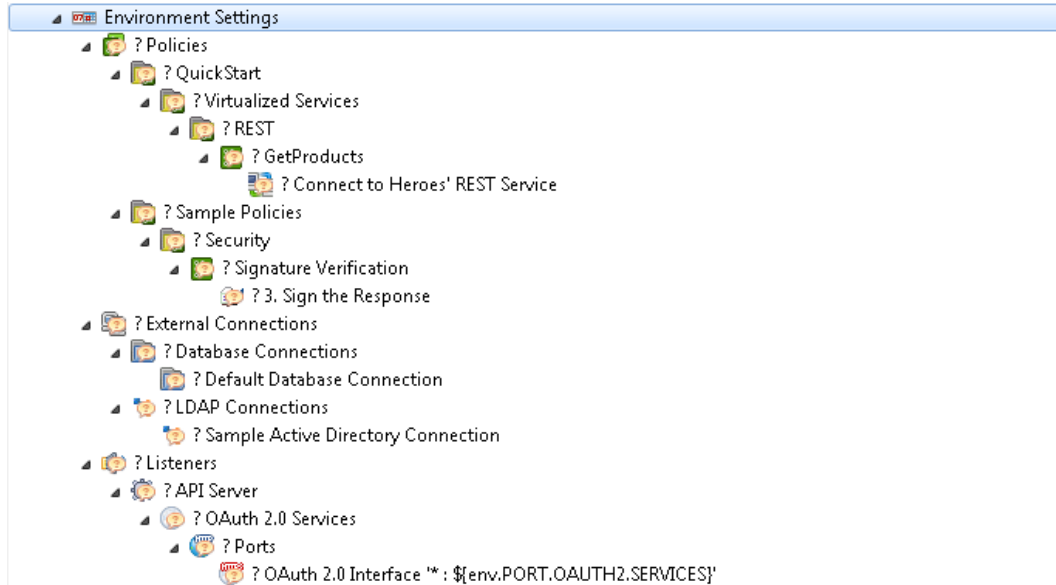 Environment Settings
? Policies
? QuickStart
? Virtualized Services
? REST
? GetProducts
? Connect to Heroes' REST Service
? Sample Policies
? Security
? Signature Verification
? 3. Sign the Response
? External Connections
? Database Connections
? Default Database Connection
? LDAP Connections
? Sample Active Directory Connection
? Listeners
? API Server
? OAuth 2.0 Services
? Ports
? OAuth 2.0 Interface '* : ${env.PORT.OAUTH2.SERVICES}'